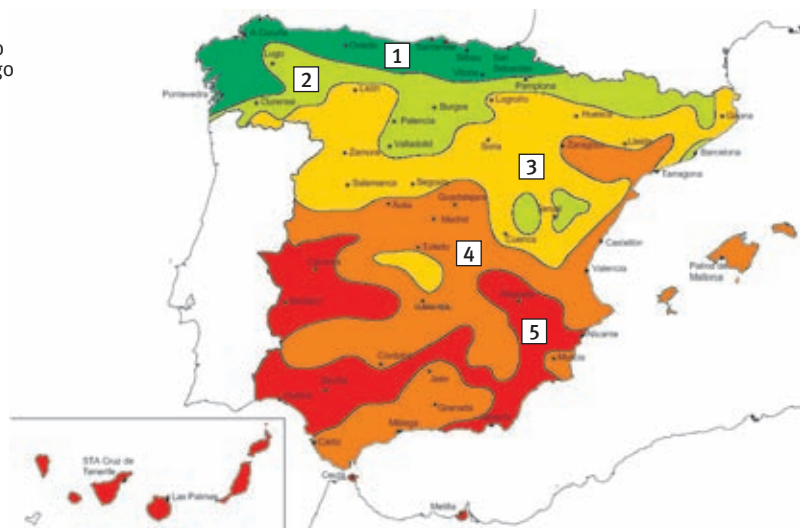 o
go
A Coruña
Oviedo
Santander
Bilbao
San
Sebastián
Vitoria
1
Lugo
2
León
Pamplona
Pontevedra
Ourense
Burgos
Logroño
Palencia
Huesca
Girona
Valladolid
Soria
Zaragoza
Lleida
Barcelona
Zamora
3
Tarragona
Salamanca
Segovia
Ávila
Guadalajara
Madrid
Teruel
Cuenca
Castellón
Toledo
4
Palma de
Mallorca
Cáceres
Valencia
Badajoz
Albacete
5
Alicante
Murcia
Córdoba
Jaén
Sevilla
Huelva
Granada
Málaga
Almería
Cádiz
STA Cruz de
Tenerife
Las Palmas
Ceuta
Melilla